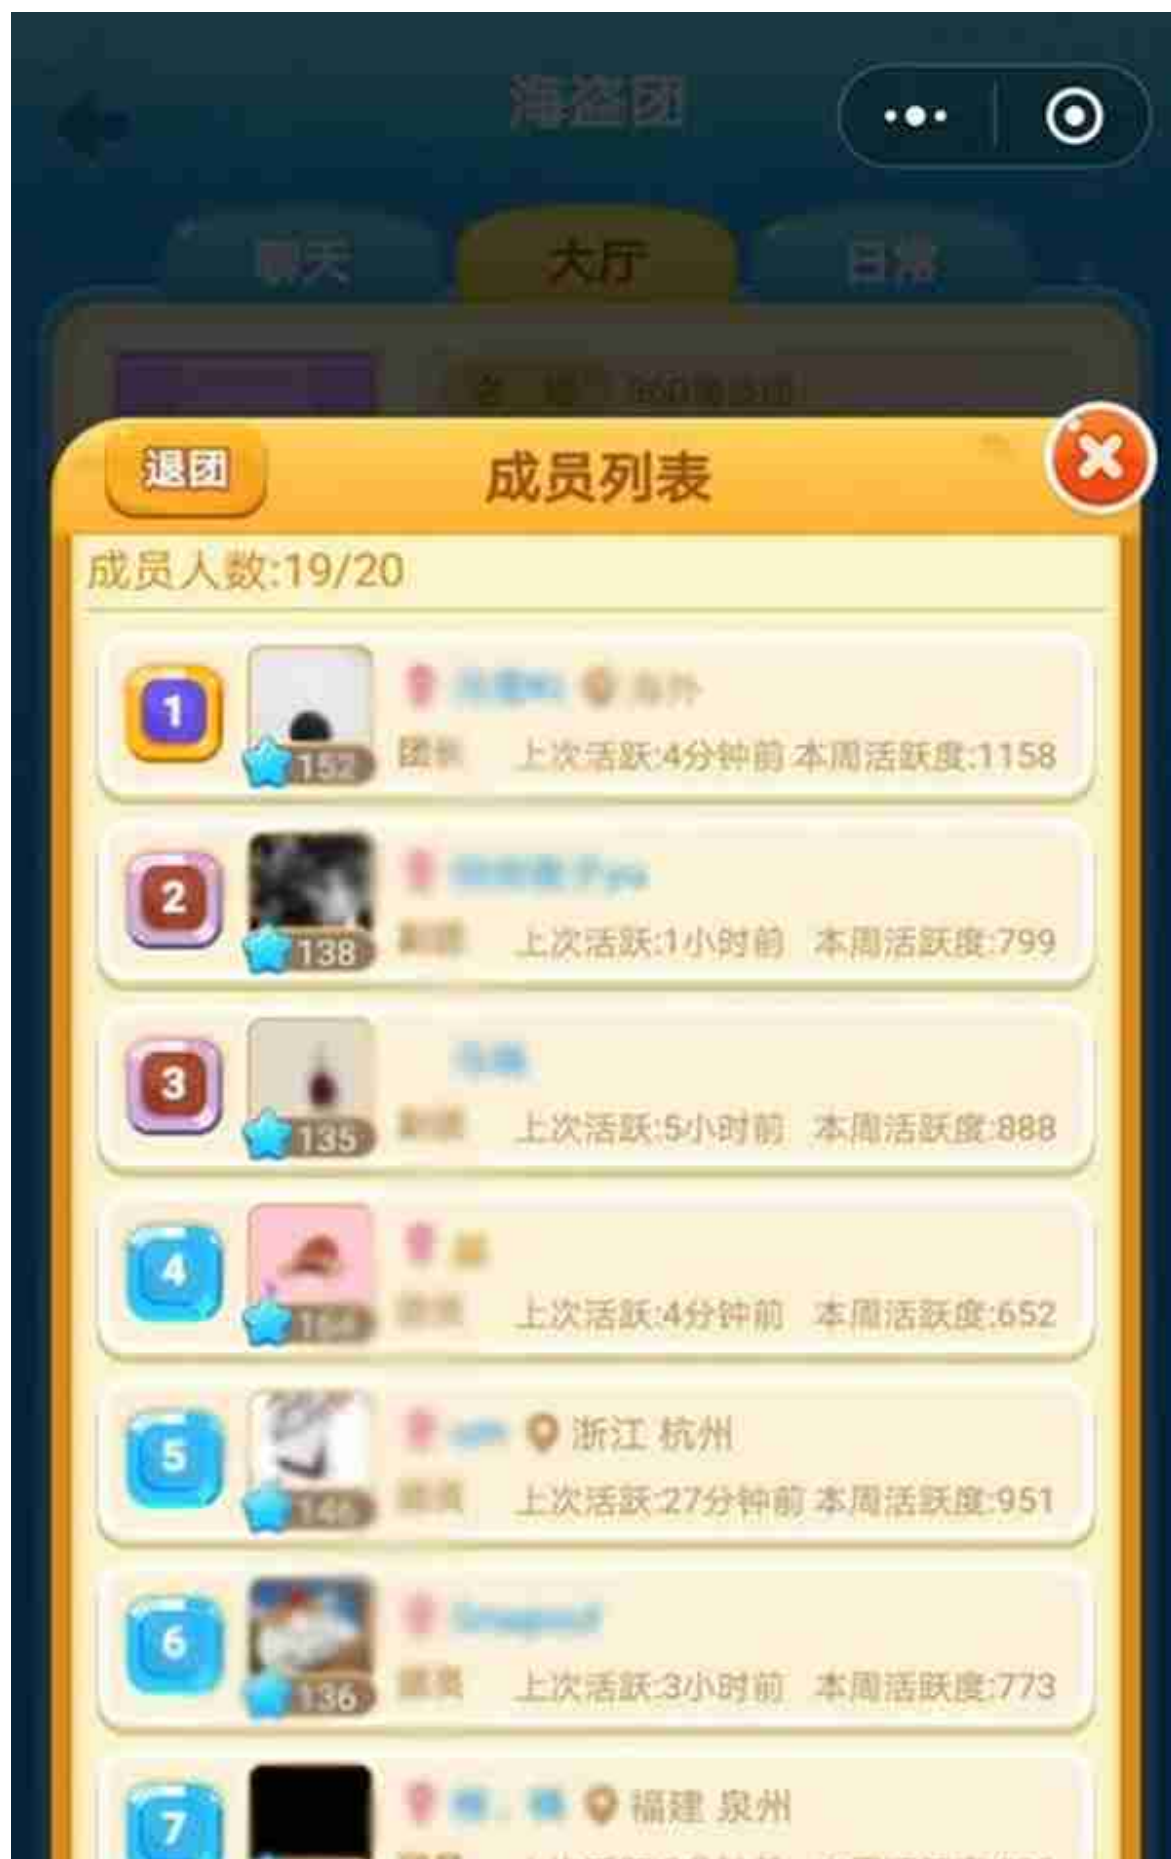 海盗团
聊天
大厅
日常
退团
成员列表
成员人数:19/20
1
海外
152
团长
上次活跃:4分钟前 本周活跃度:1158
2
138
上次活跃:1小时前 本周活跃度:799
3
135
上次活跃:5小时前 本周活跃度:888
4
上次活跃:4分钟前 本周活跃度:652
5
浙江 杭州
146
上次活跃:27分钟前 本周活跃度:951
6
136
上次活跃:3小时前 本周活跃度:773
7
福建 泉州